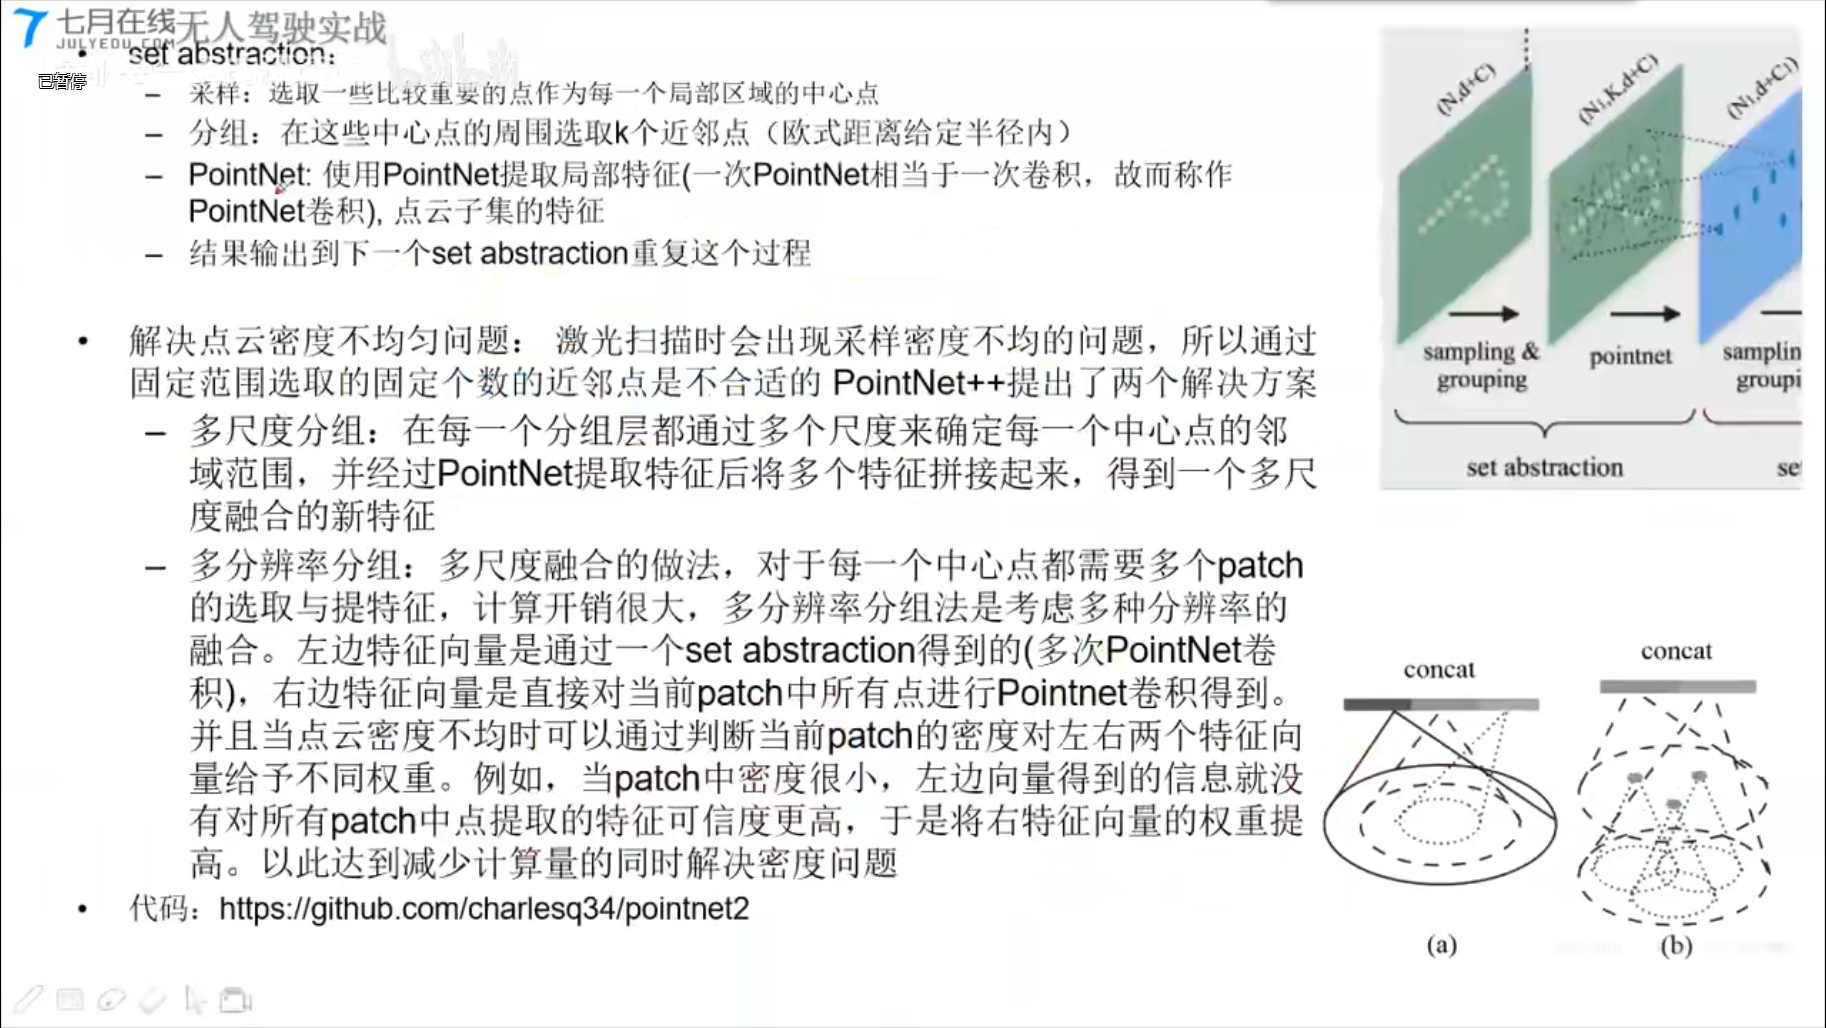 七月在线
JULYEDU.COM
无人驾驶实战
已暂停
• set abstraction:
– 采样：选取一些比较重要的点作为每一个局部区域的中心点
– 分组：在这些中心点的周围选取k个近邻点（欧式距离给定半径内）
– PointNet: 使用PointNet提取局部特征(一次PointNet相当于一次卷积，故而称作
PointNet卷积), 点云子集的特征
– 结果输出到下一个set abstraction重复这个过程
• 解决点云密度不均匀问题： 激光扫描时会出现采样密度不均的问题，所以通过
固定范围选取的固定个数的近邻点是不合适的 PointNet++提出了两个解决方案
– 多尺度分组：在每一个分组层都通过多个尺度来确定每一个中心点的邻
域范围，并经过PointNet提取特征后将多个特征拼接起来，得到一个多尺
度融合的新特征
– 多分辨率分组：多尺度融合的做法，对于每一个中心点都需要多个patch
的选取与提特征，计算开销很大，多分辨率分组法是考虑多种分辨率的
融合。左边特征向量是通过一个set abstraction得到的(多次PointNet卷
积)，右边特征向量是直接对当前patch中所有点进行Pointnet卷积得到。
并且当点云密度不均时可以通过判断当前patch的密度对左右两个特征向
量给予不同权重。例如，当patch中密度很小，左边向量得到的信息就没
有对所有patch中点提取的特征可信度更高，于是将右特征向量的权重提
高。以此达到减少计算量的同时解决密度问题
• 代码：https://github.com/charlesq34/pointnet2
(N,d+C)
(N1,K,d+C)
(N1,d+C1)
sampling &
grouping
pointnet
samplin
groupi
set abstraction
se
concat
concat
(a)
(b)